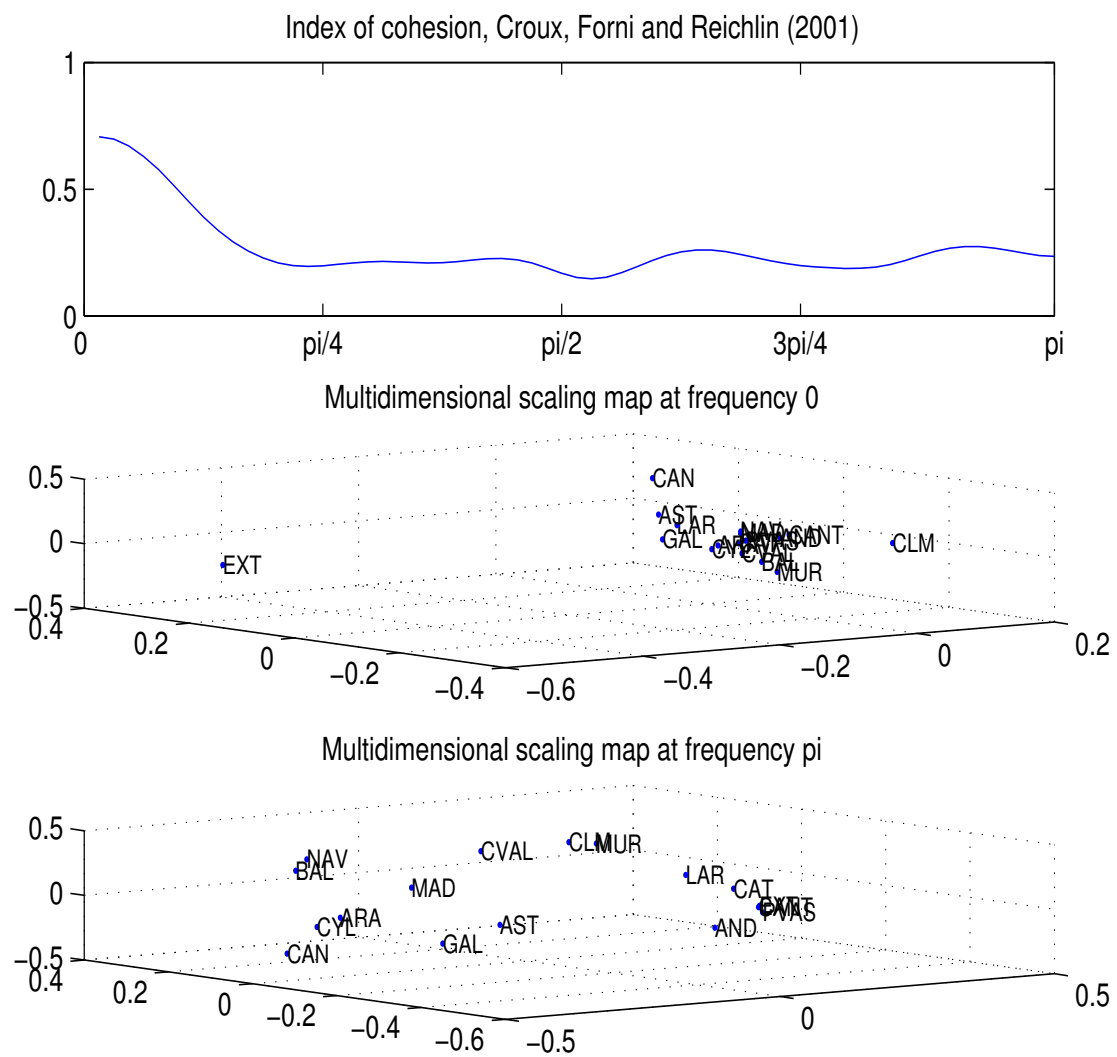 Index of cohesion, Croux, Forni and Reichlin (2001)
1
0.5
0
0
pi/4
pi/2
3pi/4
pi
Multidimensional scaling map at frequency 0
0.5
0
−0.5
0.4
0.2
0
−0.2
−0.4
−0.6
−0.4
−0.2
0
0.2
CAN
AST
LAR
GAL
NAV
CANT
CLM
EXT
BAL
MUR
Multidimensional scaling map at frequency pi
0.5
0
−0.5
0.4
0.2
0
−0.2
−0.4
−0.6
−0.5
0
0.5
NAV
BAL
CVAL
CLM
MUR
MAD
LAR
CAT
ARA
CYL
AST
AND
PVAS
GAL
CAN